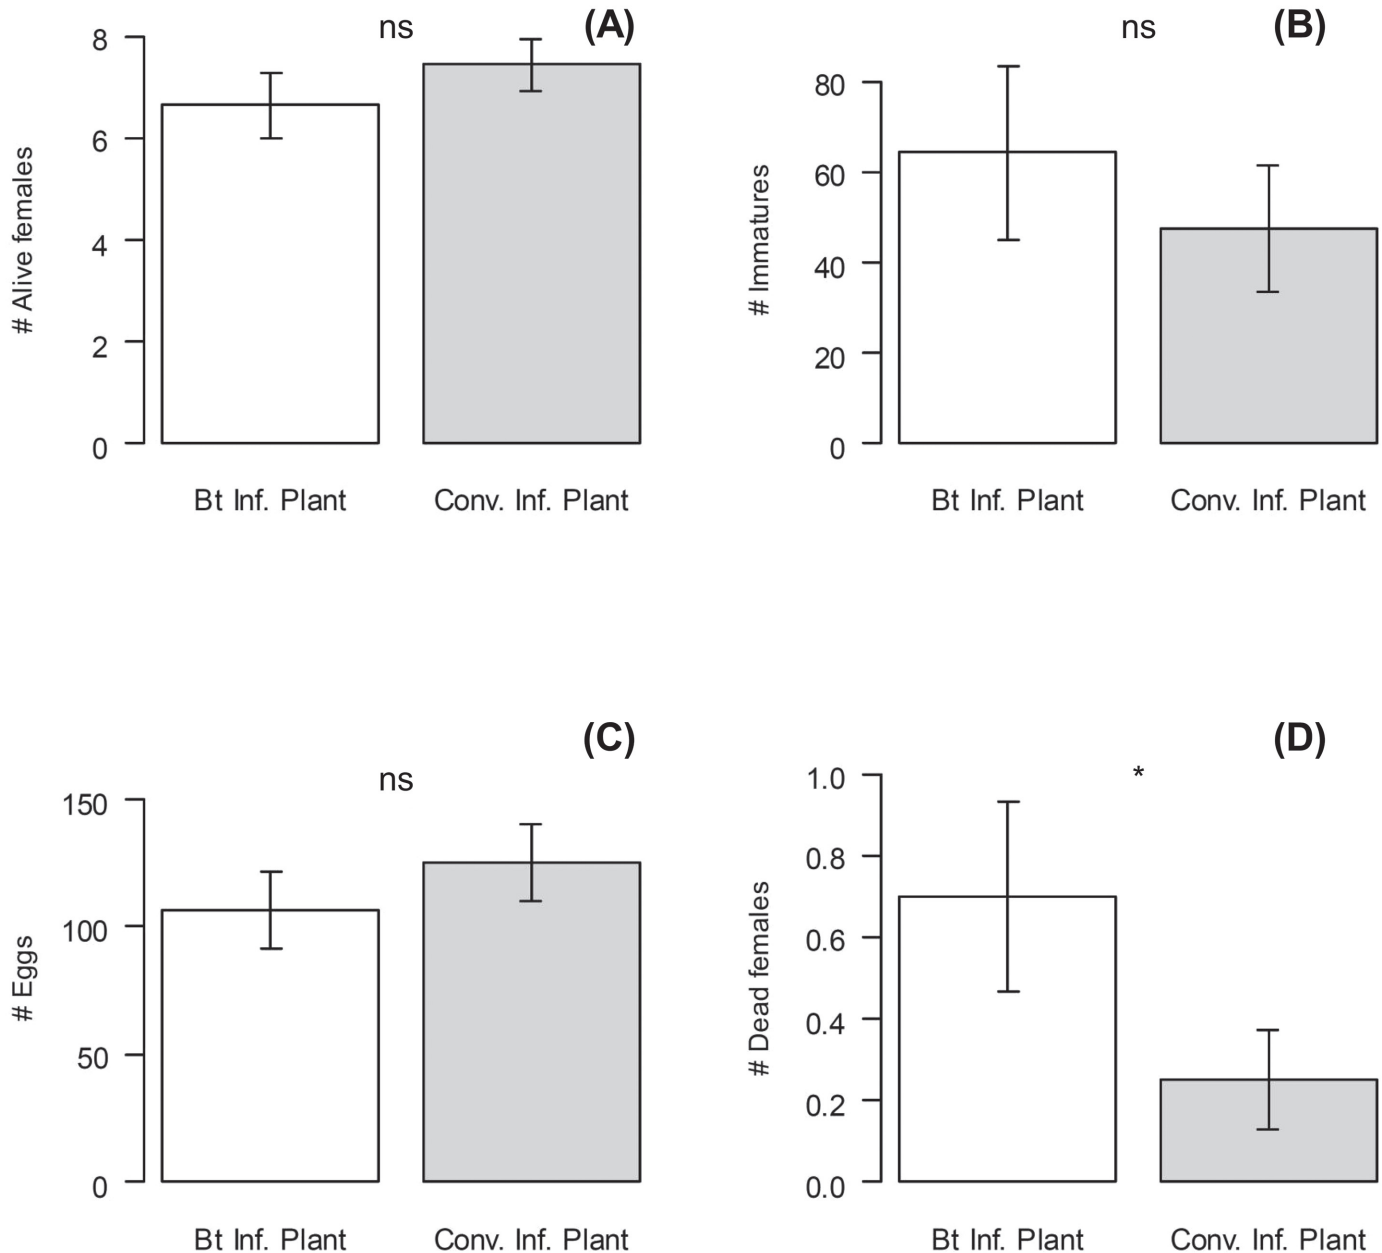 ns (A)
8
6
4
2
0
# Alive females
Bt Inf. Plant Conv. Inf. Plant
ns (B)
80
60
40
20
0
# Immatures
Bt Inf. Plant Conv. Inf. Plant
(C)
ns
150
100
50
0
# Eggs
Bt Inf. Plant Conv. Inf. Plant
(D)
*
1.0
0.8
0.6
0.4
0.2
0.0
# Dead females
Bt Inf. Plant Conv. Inf. Plant